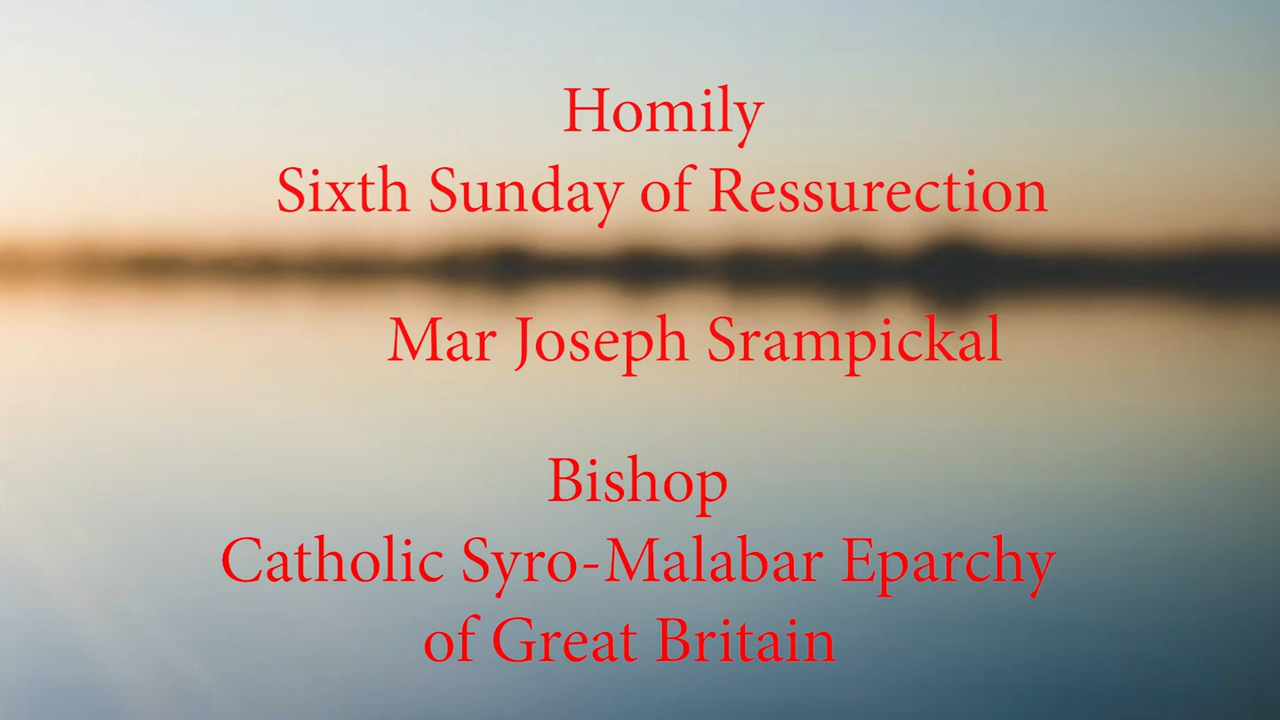 Homily
Sixth Sunday of Ressurection
Mar Joseph Srampickal
Bishop
Catholic Syro-Malabar Eparchy
of Great Britain